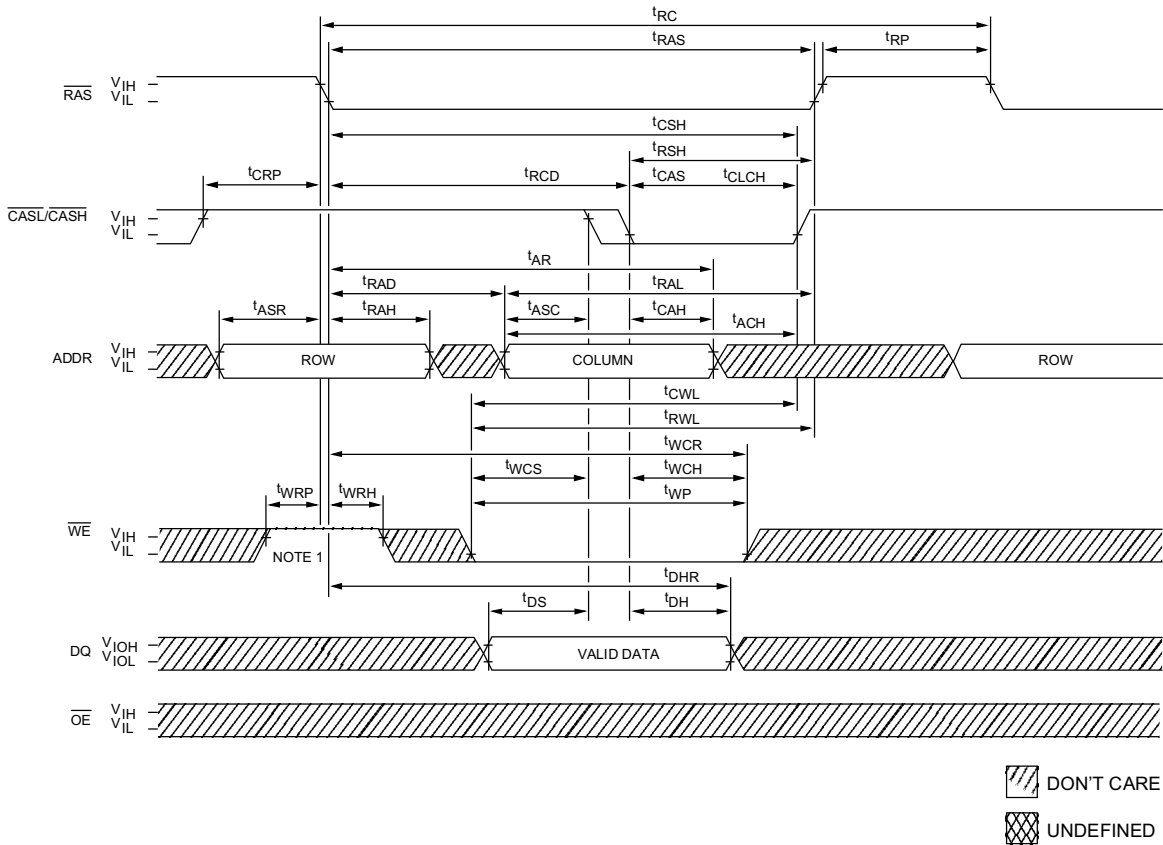 tRC
tRAS
tRP
RAS VIH
VIL
tCSH
tRSH
tCRP
tRCD
tCAS
tCLCH
CASL/CASH VIH
VIL
tAR
tRAD
tRAL
tASR
tRAH
tASC
tCAH
tACH
ADDR VIH
VIL
ROW
COLUMN
ROW
tCWL
tRWL
tWCR
tWCS
tWCH
tWRP
tWRH
tWP
WE VIH
VIL
NOTE 1
tDHR
tDS
tDH
DQ VIOH
VIOL
VALID DATA
OE VIH
VIL
DON'T CARE
UNDEFINED